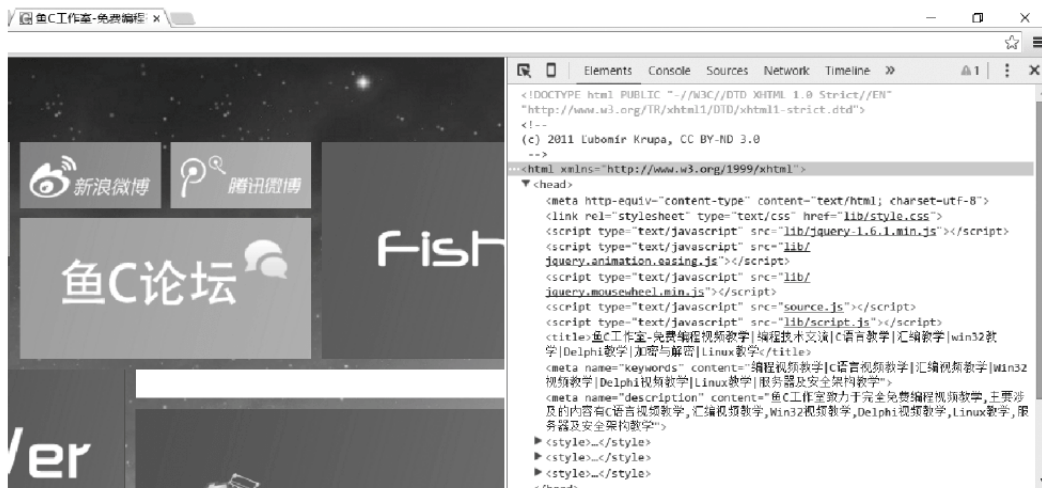 鱼C工作室-免费编程
新浪微博
腾讯微博
鱼C论坛
Fish
Ver
Elements Console Sources Network Timeline » 1
<!DOCTYPE html PUBLIC "-//W3C//DTD XHTML 1.0 Strict//EN"
"http://www.w3.org/TR/xhtml1/DTD/xhtml1-strict.dtd">
<!--
(c) 2011 Ľubomír Krupa, CC BY-ND 3.0
-->
<html xmlns="http://www.w3.org/1999/xhtml">
▼<head>
<meta http-equiv="content-type" content="text/html; charset=utf-8">
<link rel="stylesheet" type="text/css" href="lib/style.css">
<script type="text/javascript" src="lib/jquery-1.6.1.min.js"></script>
<script type="text/javascript" src="lib/
jquery.animation.easing.js"></script>
<script type="text/javascript" src="lib/
jquery.mousewheel.min.js"></script>
<script type="text/javascript" src="source.js"></script>
<script type="text/javascript" src="lib/script.js"></script>
<title>鱼C工作室-免费编程视频教学|编程技术交流|C语言教学|汇编教学|win32教
学|Delphi教学|加密与解密|Linux教学</title>
<meta name="keywords" content="编程视频教学|C语言视频教学|汇编视频教学|Win32
视频教学|Delphi视频教学|Linux教学|服务器及安全架构教学">
<meta name="description" content="鱼C工作室致力于完全免费编程视频教学,主要涉
及的内容有C语言视频教学,汇编视频教学,Win32视频教学,Delphi视频教学,Linux教学,服
务器及安全架构教学">
▶<style>…</style>
▶<style>…</style>
▶<style>…</style>
</head>